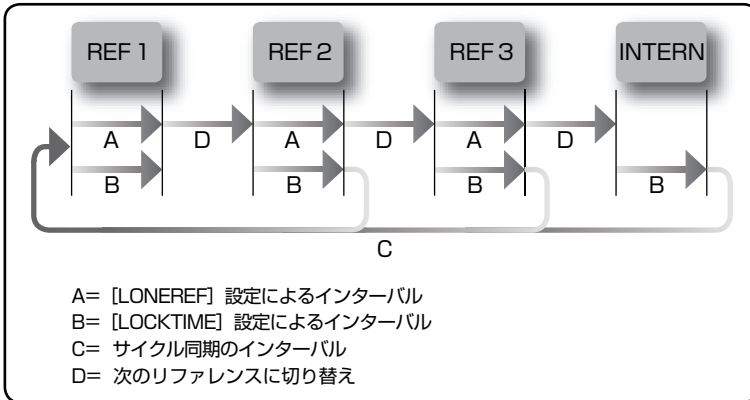 REF 1 REF 2 REF 3 INTERN
A D A D A D
B B B B
C
A= [LONEREF] 設定によるインターバル
B= [LOCKTIME] 設定によるインターバル
C= サイクル同期のインターバル
D= 次のリファレンスに切り替え